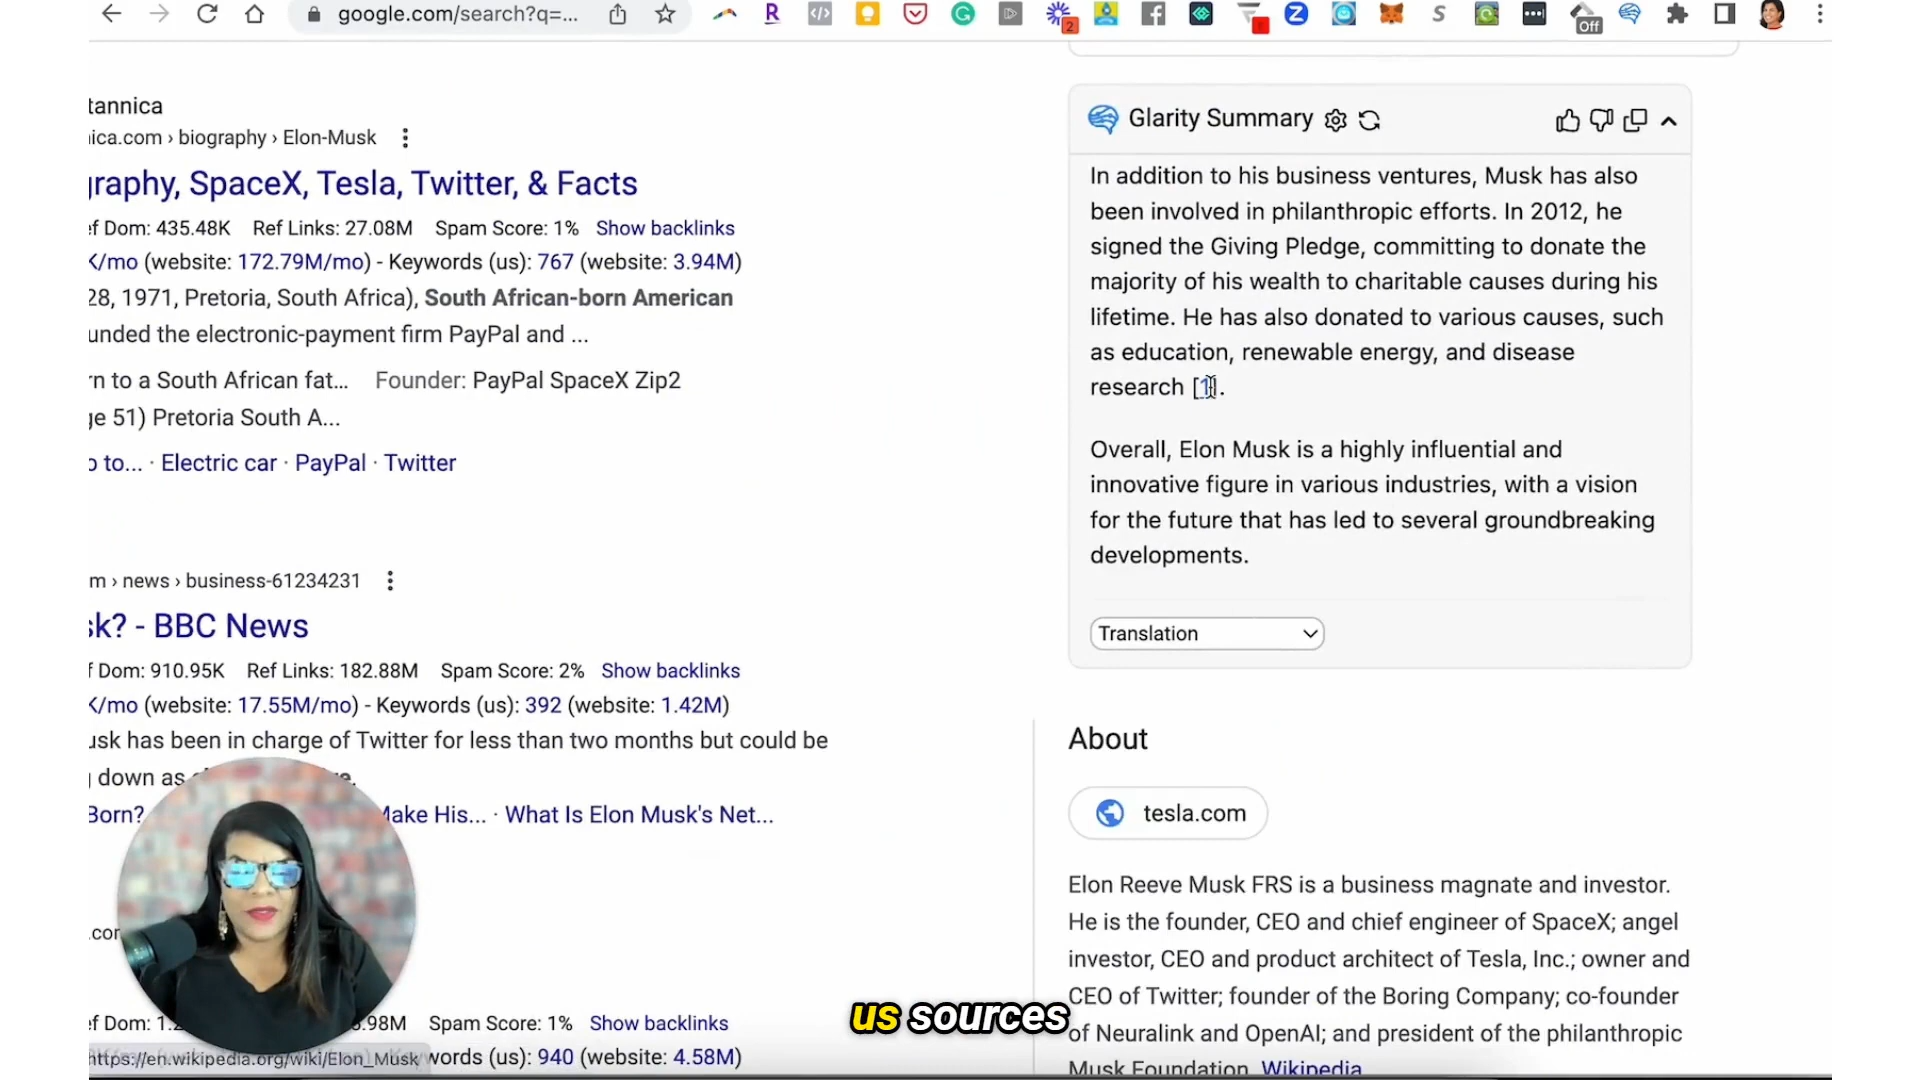 google.com/search?q=...
2
Off
tannica
nica.com › biography › Elon-Musk
graphy, SpaceX, Tesla, Twitter, & Facts
ef Dom: 435.48K Ref Links: 27.08M Spam Score: 1% Show backlinks
K/mo (website: 172.79M/mo) - Keywords (us): 767 (website: 3.94M)
28, 1971, Pretoria, South Africa), South African-born American
unded the electronic-payment firm PayPal and ...
rn to a South African fat... Founder: PayPal SpaceX Zip2
ge 51) Pretoria South A...
o to... · Electric car · PayPal · Twitter
m › news › business-61234231
sk? - BBC News
f Dom: 910.95K Ref Links: 182.88M Spam Score: 2% Show backlinks
K/mo (website: 17.55M/mo) - Keywords (us): 392 (website: 1.42M)
usk has been in charge of Twitter for less than two months but could be
down as
Born? Make His... · What Is Elon Musk's Net...
.com
ef Dom: 1. .98M Spam Score: 1% Show backlinks
words (us): 940 (website: 4.58M)
https://en.wikipedia.org/wiki/Elon_Musk
Glarity Summary
In addition to his business ventures, Musk has also
been involved in philanthropic efforts. In 2012, he
signed the Giving Pledge, committing to donate the
majority of his wealth to charitable causes during his
lifetime. He has also donated to various causes, such
as education, renewable energy, and disease
research [1].
Overall, Elon Musk is a highly influential and
innovative figure in various industries, with a vision
for the future that has led to several groundbreaking
developments.
Translation
About
tesla.com
Elon Reeve Musk FRS is a business magnate and investor.
He is the founder, CEO and chief engineer of SpaceX; angel
investor, CEO and product architect of Tesla, Inc.; owner and
CEO of Twitter; founder of the Boring Company; co-founder
of Neuralink and OpenAI; and president of the philanthropic
Musk Foundation. Wikipedia
us sources